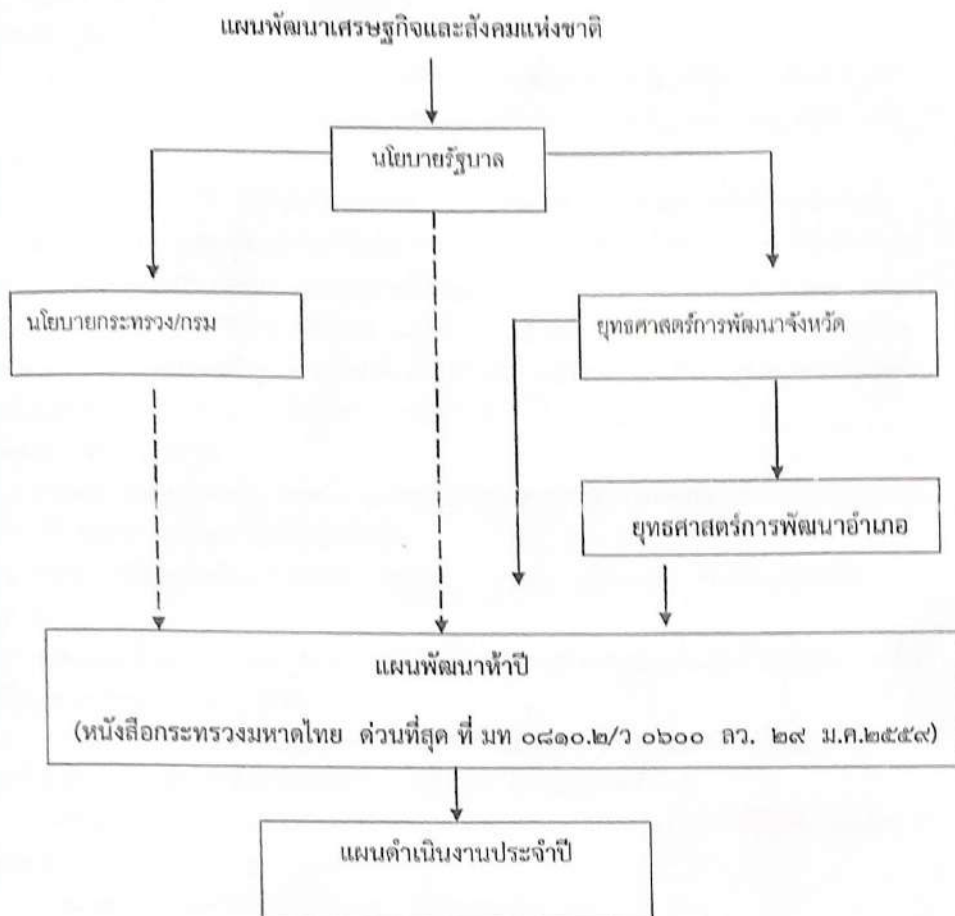 แผนพัฒนาเศรษฐกิจและสังคมแห่งชาติ
นโยบายรัฐบาล
นโยบายกระทรวง/กรม
ยุทธศาสตร์การพัฒนาจังหวัด
ยุทธศาสตร์การพัฒนาอำเภอ
แผนพัฒนาห้าปี
(หนังสือกระทรวงมหาดไทย ด่วนที่สุด ที่ มท ๐๘๑๐.๒/ว ๐๖๐๐ ลว. ๒๙ ม.ค.๒๕๕๙)
แผนดำเนินงานประจำปี